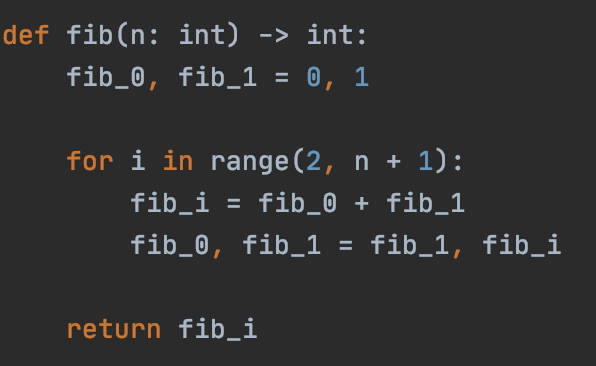 def fib(n: int) -> int:
    fib_0, fib_1 = 0, 1
    for i in range(2, n + 1):
        fib_i = fib_0 + fib_1
        fib_0, fib_1 = fib_1, fib_i
    return fib_i